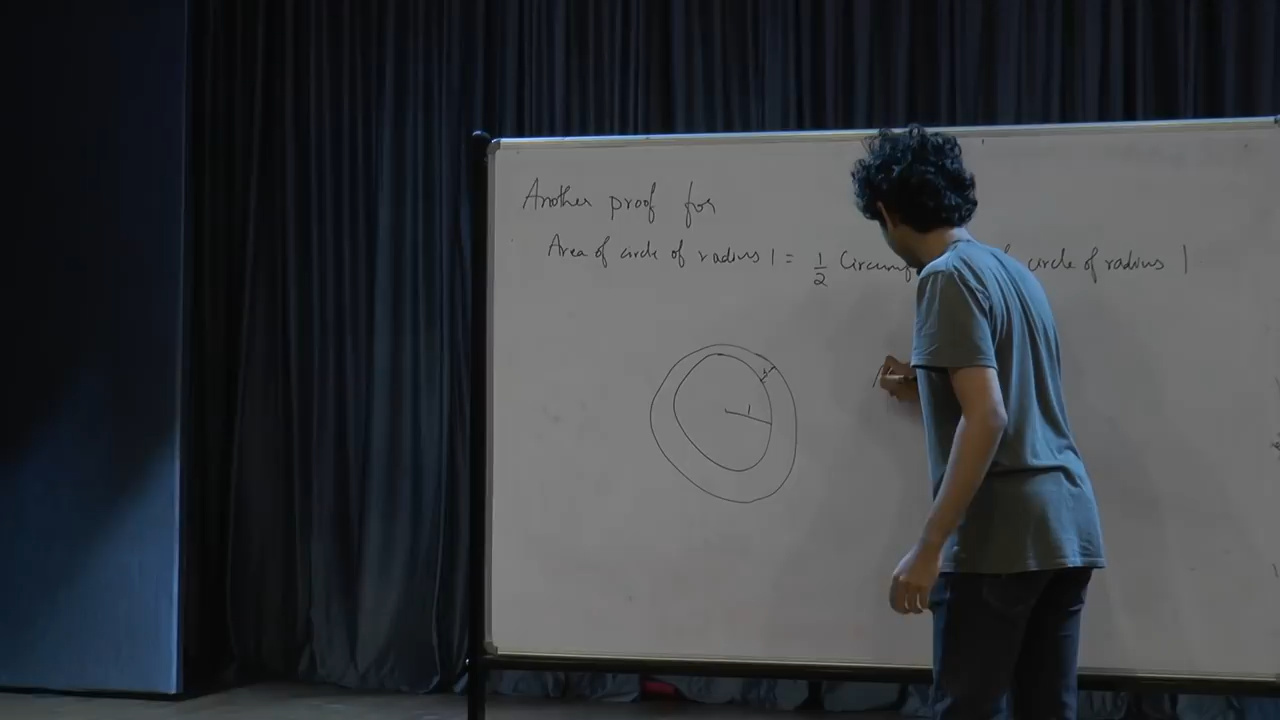 Another proof for
Area of circle of radius 1 = 1/2 Circumf circle of radius 1
1